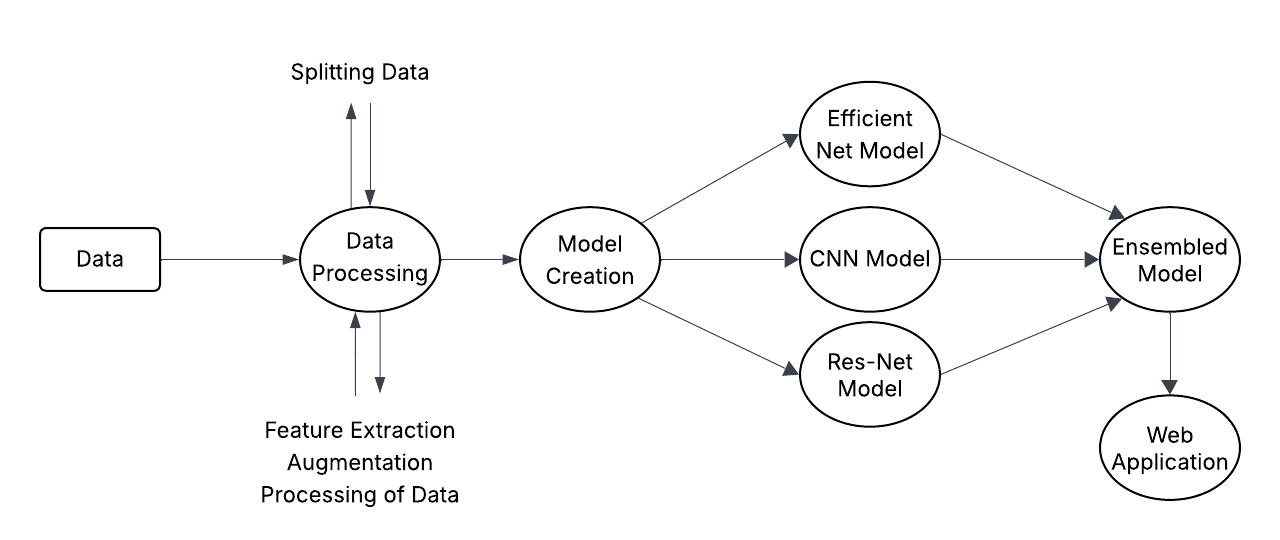 Splitting Data
Data
Data
Processing
Feature Extraction
Augmentation
Processing of Data
Model
Creation
Efficient
Net Model
CNN Model
Res-Net
Model
Ensembled
Model
Web
Application